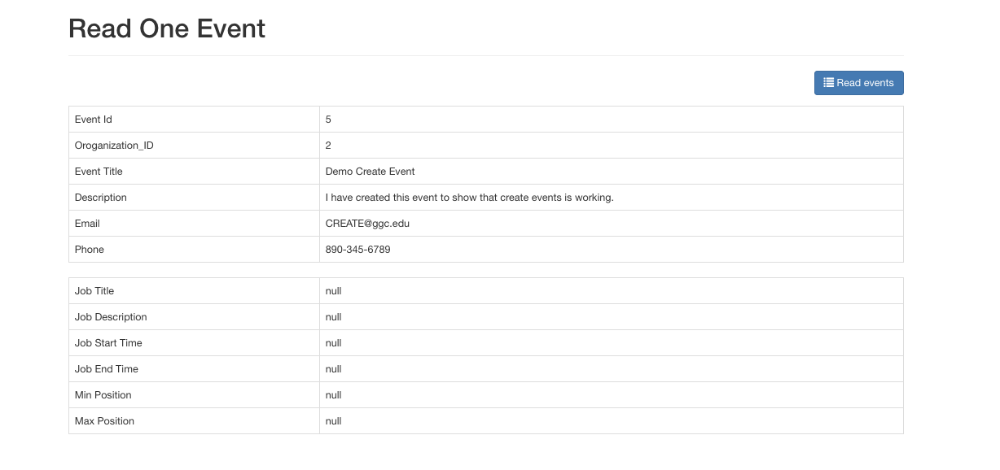 Read One Event
Read events
Event Id 5
Oroganization_ID 2
Event Title Demo Create Event
Description I have created this event to show that create events is working.
Email CREATE@ggc.edu
Phone 890-345-6789
Job Title null
Job Description null
Job Start Time null
Job End Time null
Min Position null
Max Position null